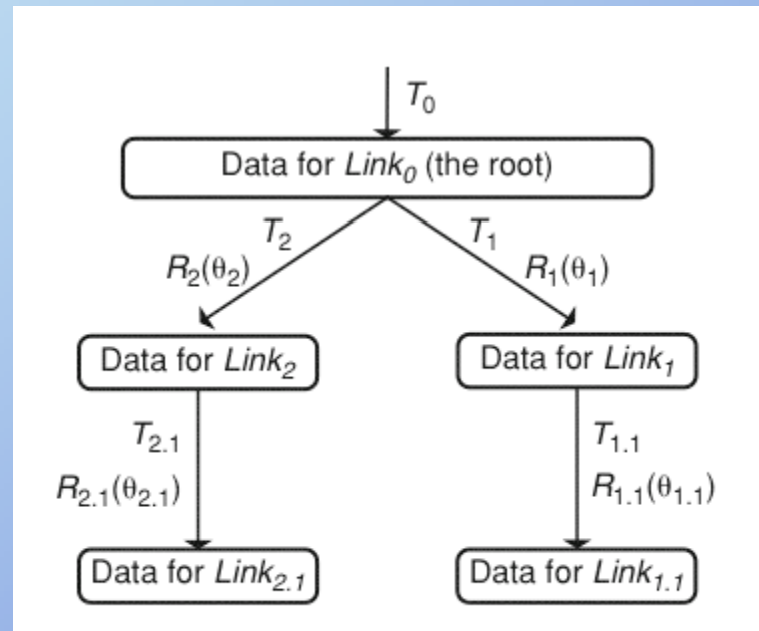 T₀
Data for Link₀ (the root)
T₂
T₁
R₂(θ₂)
R₁(θ₁)
Data for Link₂
Data for Link₁
T₂.₁
T₁.₁
R₂.₁(θ₂.₁)
R₁.₁(θ₁.₁)
Data for Link₂.₁
Data for Link₁.₁